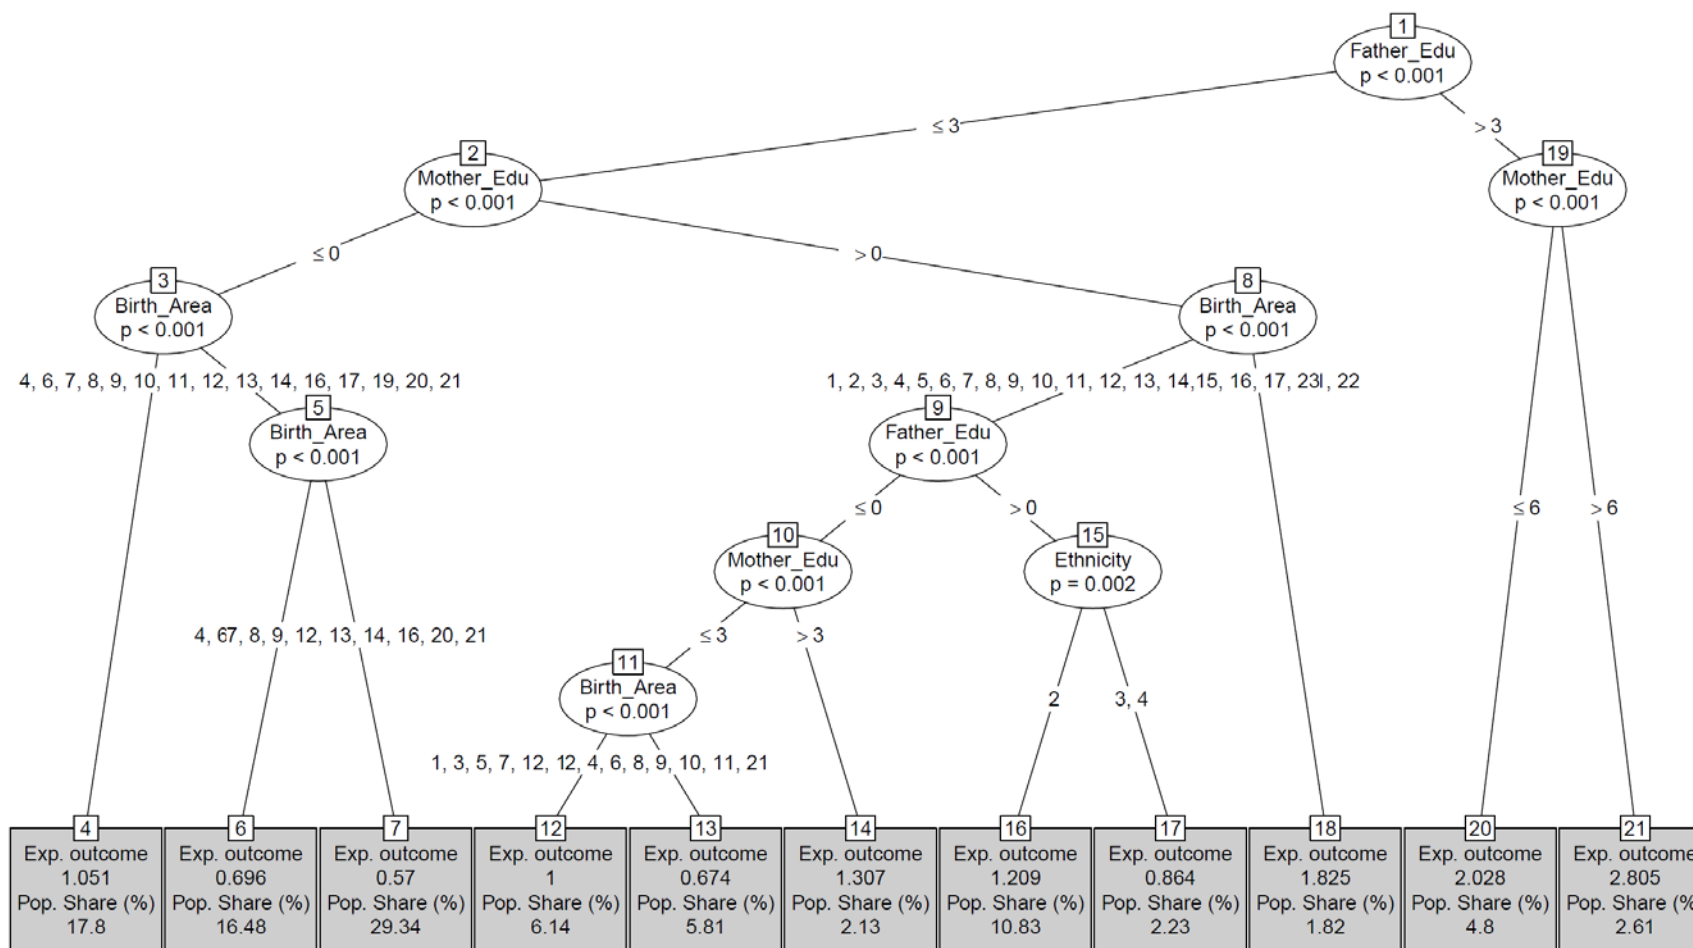 1
Father_Edu
p < 0.001
≤ 3
> 3
2
Mother_Edu
p < 0.001
19
Mother_Edu
p < 0.001
≤ 0
> 0
3
Birth_Area
p < 0.001
8
Birth_Area
p < 0.001
4, 6, 7, 8, 9, 10, 11, 12, 13, 14, 16, 17, 19, 20, 21
1, 2, 3, 4, 5, 6, 7, 8, 9, 10, 11, 12, 13, 14,15, 16, 17, 23, 22
5
Birth_Area
p < 0.001
9
Father_Edu
p < 0.001
≤ 0
> 0
≤ 6
> 6
10
Mother_Edu
p < 0.001
15
Ethnicity
p = 0.002
4, 67, 8, 9, 12, 13, 14, 16, 20, 21
≤ 3
> 3
11
Birth_Area
p < 0.001
2
3, 4
1, 3, 5, 7, 12, 12, 4, 6, 8, 9, 10, 11, 21
4
6
7
12
13
14
16
17
18
20
21
Exp. outcome
1.051
Pop. Share (%)
17.8
Exp. outcome
0.696
Pop. Share (%)
16.48
Exp. outcome
0.57
Pop. Share (%)
29.34
Exp. outcome
1
Pop. Share (%)
6.14
Exp. outcome
0.674
Pop. Share (%)
5.81
Exp. outcome
1.307
Pop. Share (%)
2.13
Exp. outcome
1.209
Pop. Share (%)
10.83
Exp. outcome
0.864
Pop. Share (%)
2.23
Exp. outcome
1.825
Pop. Share (%)
1.82
Exp. outcome
2.028
Pop. Share (%)
4.8
Exp. outcome
2.805
Pop. Share (%
2.61